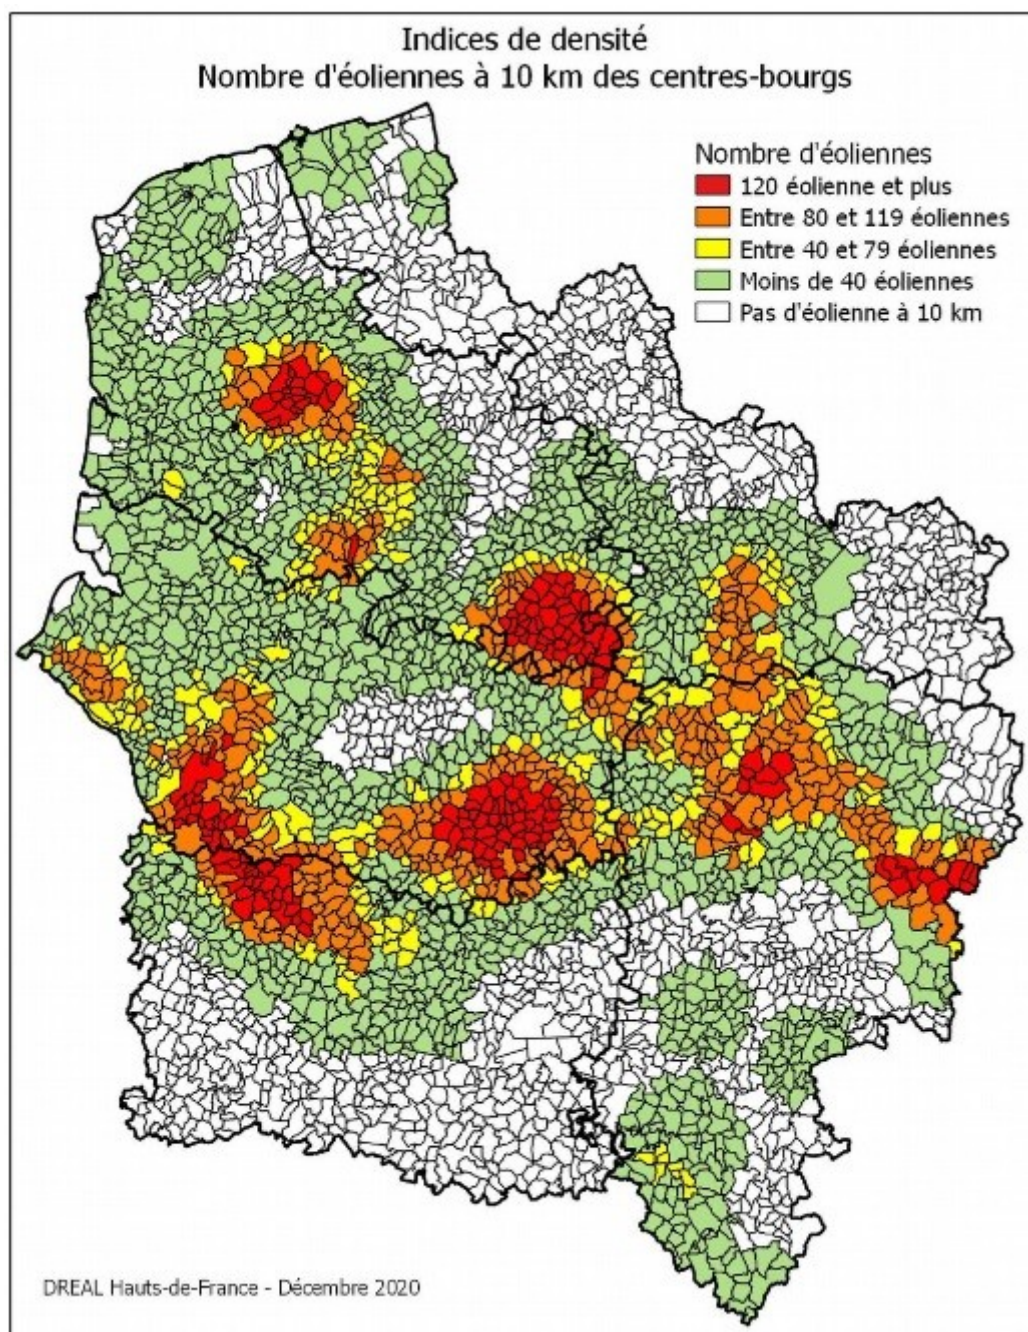 Indices de densité
Nombre d'éoliennes à 10 km des centres-bourgs
Nombre d'éoliennes
120 éolienne et plus
Entre 80 et 119 éoliennes
Entre 40 et 79 éoliennes
Moins de 40 éoliennes
Pas d'éolienne à 10 km
DREAL Hauts-de-France - Décembre 2020